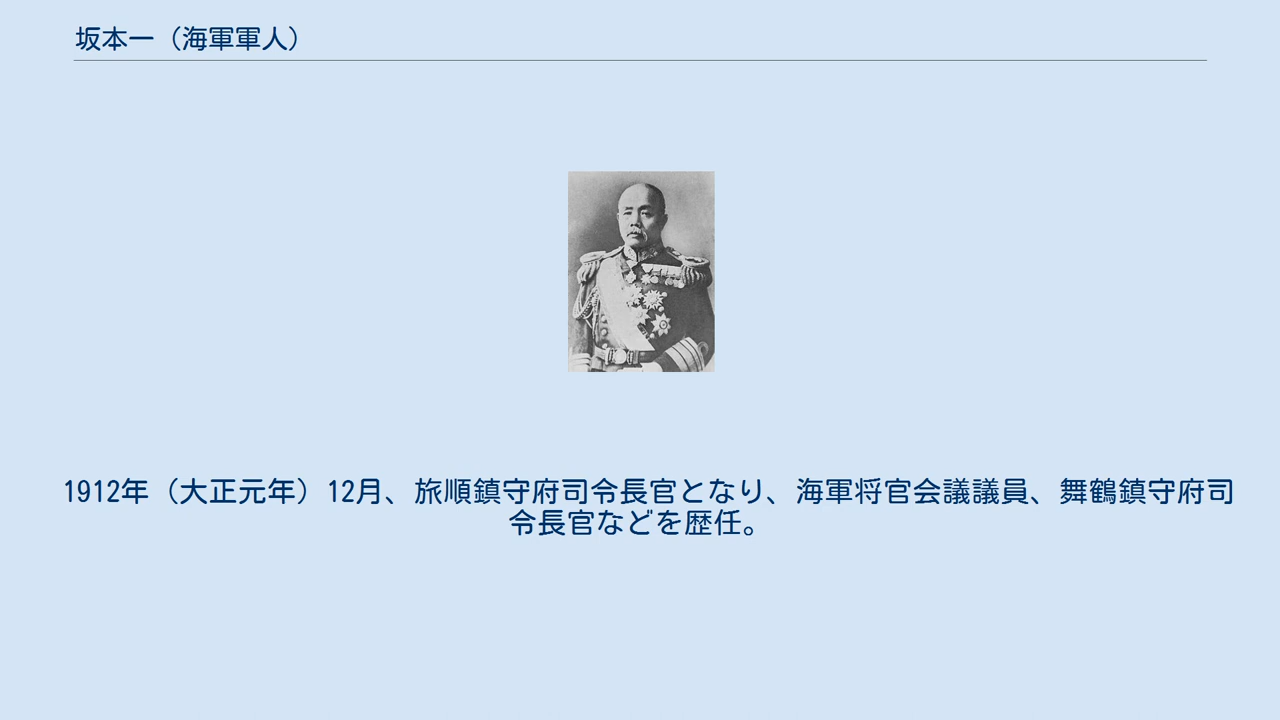 坂本一（海軍軍人）
1912年（大正元年）12月、旅順鎮守府司令長官となり、海軍将官会議議員、舞鶴鎮守府司
令長官などを歴任。